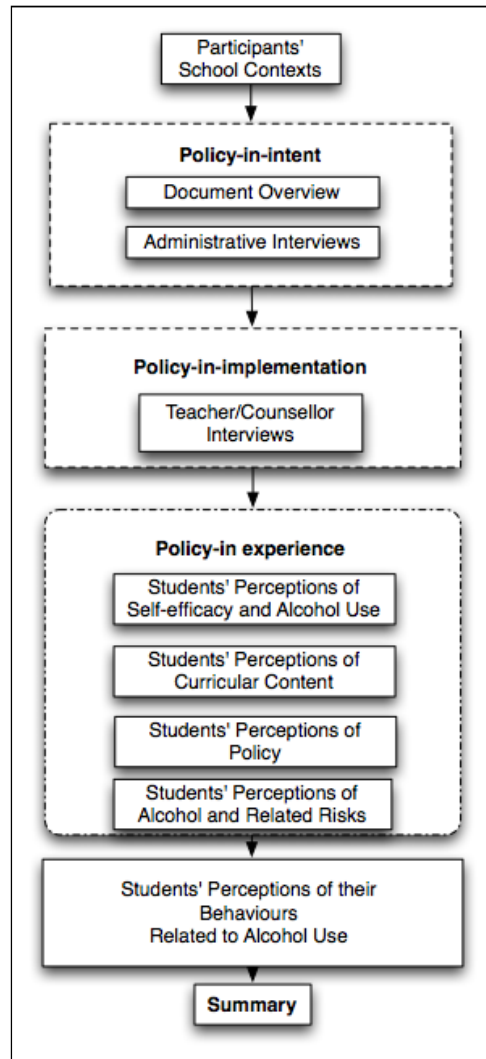 Participants'
School Contexts
Policy-in-intent
Document Overview
Administrative Interviews
Policy-in-implementation
Teacher/Counsellor
Interviews
Policy-in experience
Students' Perceptions of
Self-efficacy and Alcohol Use
Students' Perceptions of
Curricular Content
Students' Perceptions of
Policy
Students' Perceptions of
Alcohol and Related Risks
Students' Perceptions of their
Behaviours
Related to Alcohol Use
Summary